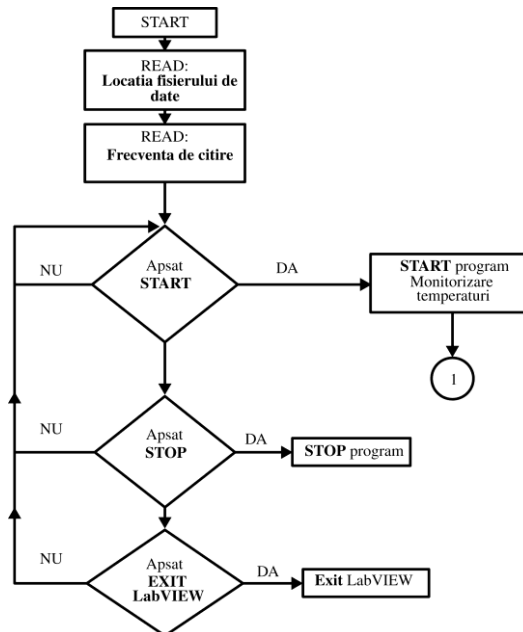 START
READ:
Locatia fisierului de
date
READ:
Frecventa de citire
NU
Apsat
START
DA
START program
Monitorizare
temperaturi
1
NU
Apsat
STOP
DA
STOP program
NU
Apsat
EXIT
LabVIEW
DA
Exit LabVIEW